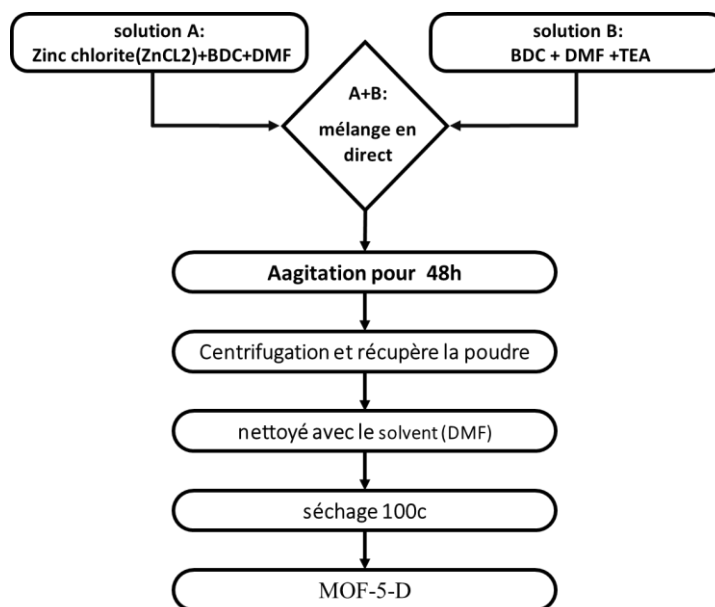 solution A:
Zinc chlorite(ZnCL2)+BDC+DMF
solution B:
BDC + DMF +TEA
A+B:
mélange en
direct
Aagitation pour 48h
Centrifugation et récupère la poudre
nettoyé avec le solvent (DMF)
séchage 100c
MOF-5-D